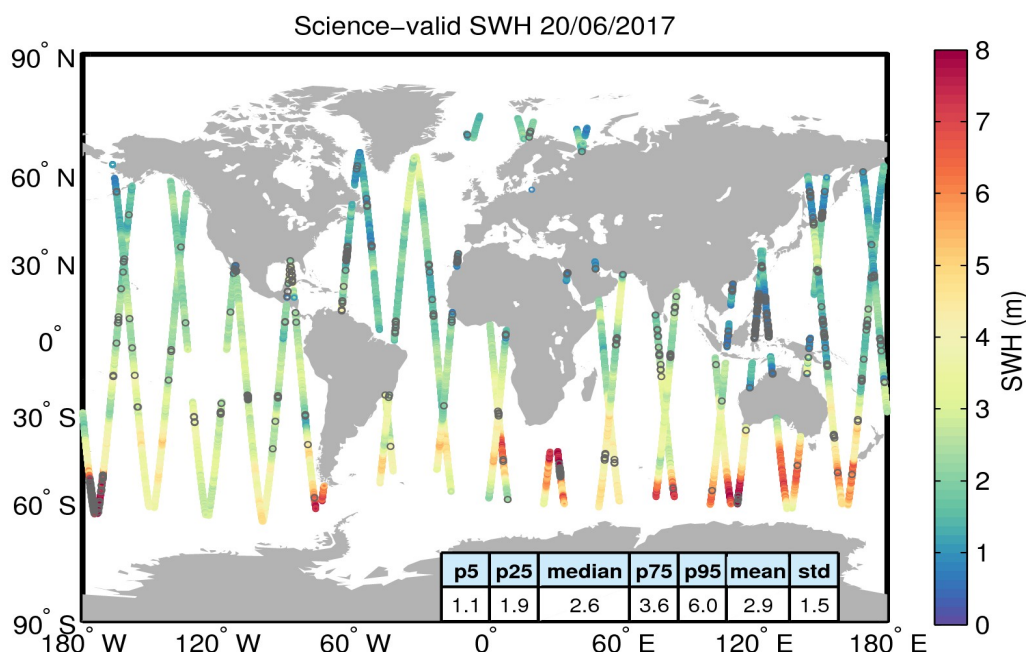 Science−valid SWH 20/06/2017
90° N
60° N
30° N
0°
30° S
60° S
90° S
180° W
120° W
60° W
0°
60° E
120° E
180° E
p5 p25 median p75 p95 mean std
1.1 1.9 2.6 3.6 6.0 2.9 1.5
8
7
6
5
4
3
2
1
0
SWH (m)